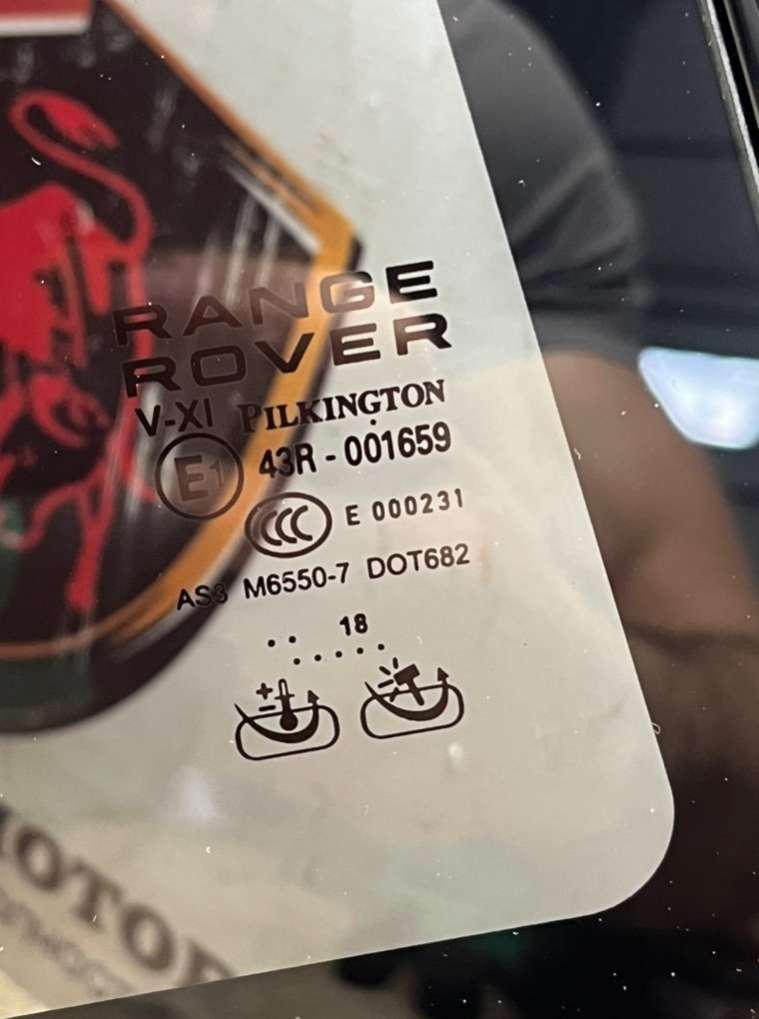 RANGE
ROVER
V-XI PILKINGTON
E1 43R - 001659
CCC E 000231
AS3 M6550-7 DOT682
.. 18
.....